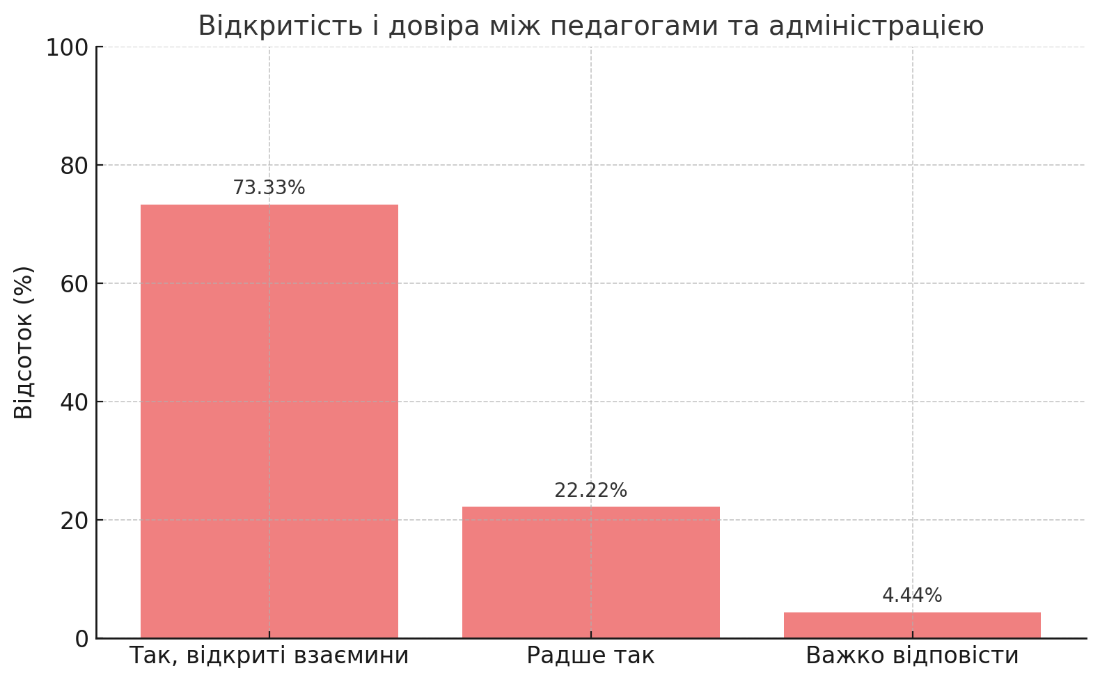 Відкритість і довіра між педагогами та адміністрацією
Відсоток (%)
100
80
60
40
20
0
73.33%
22.22%
4.44%
Так, відкриті взаємини
Радше так
Важко відповісти